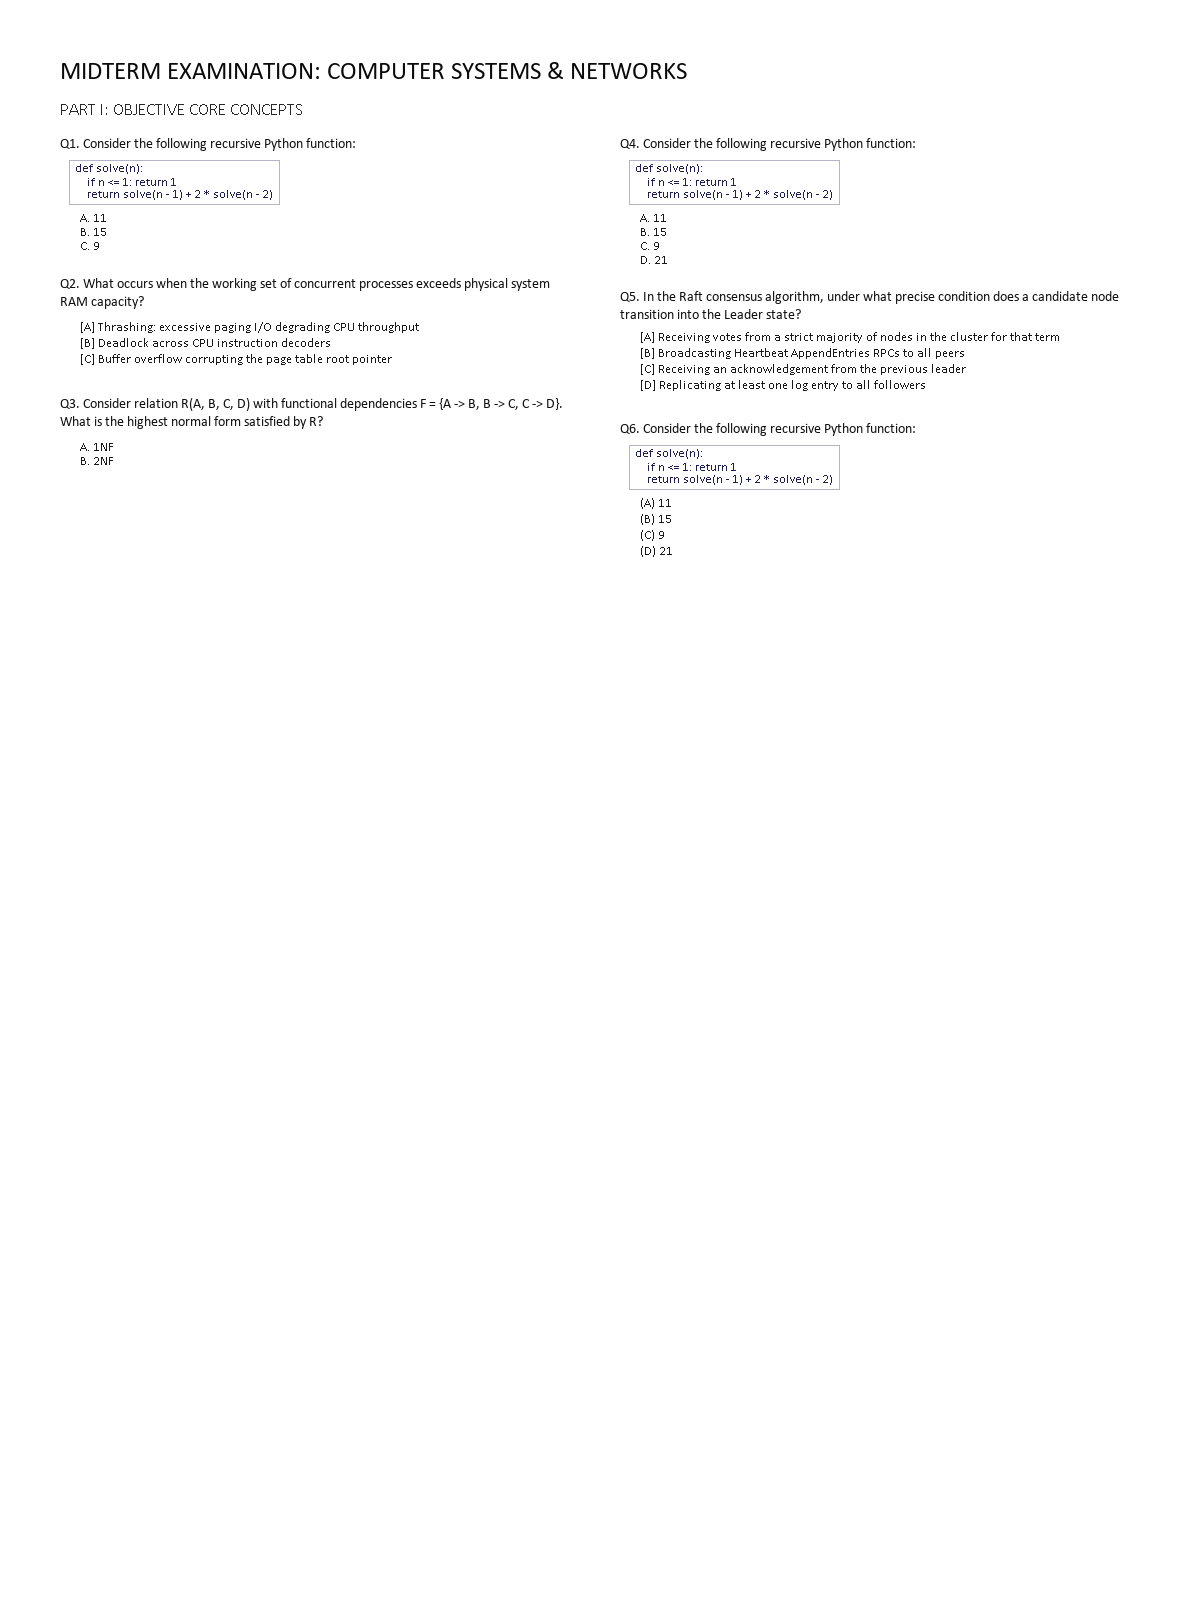 MIDTERM EXAMINATION: COMPUTER SYSTEMS & NETWORKS
PART I: OBJECTIVE CORE CONCEPTS
Q1. Consider the following recursive Python function:
def solve(n):
    if n <= 1: return 1
    return solve(n - 1) + 2 * solve(n - 2)
A. 11
B. 15
C. 9
Q2. What occurs when the working set of concurrent processes exceeds physical system
RAM capacity?
[A] Thrashing: excessive paging I/O degrading CPU throughput
[B] Deadlock across CPU instruction decoders
[C] Buffer overflow corrupting the page table root pointer
Q3. Consider relation R(A, B, C, D) with functional dependencies F = {A -> B, B -> C, C -> D}.
What is the highest normal form satisfied by R?
A. 1NF
B. 2NF
Q4. Consider the following recursive Python function:
def solve(n):
    if n <= 1: return 1
    return solve(n - 1) + 2 * solve(n - 2)
A. 11
B. 15
C. 9
D. 21
Q5. In the Raft consensus algorithm, under what precise condition does a candidate node
transition into the Leader state?
[A] Receiving votes from a strict majority of nodes in the cluster for that term
[B] Broadcasting Heartbeat AppendEntries RPCs to all peers
[C] Receiving an acknowledgement from the previous leader
[D] Replicating at least one log entry to all followers
Q6. Consider the following recursive Python function:
def solve(n):
    if n <= 1: return 1
    return solve(n - 1) + 2 * solve(n - 2)
(A) 11
(B) 15
(C) 9
(D) 21